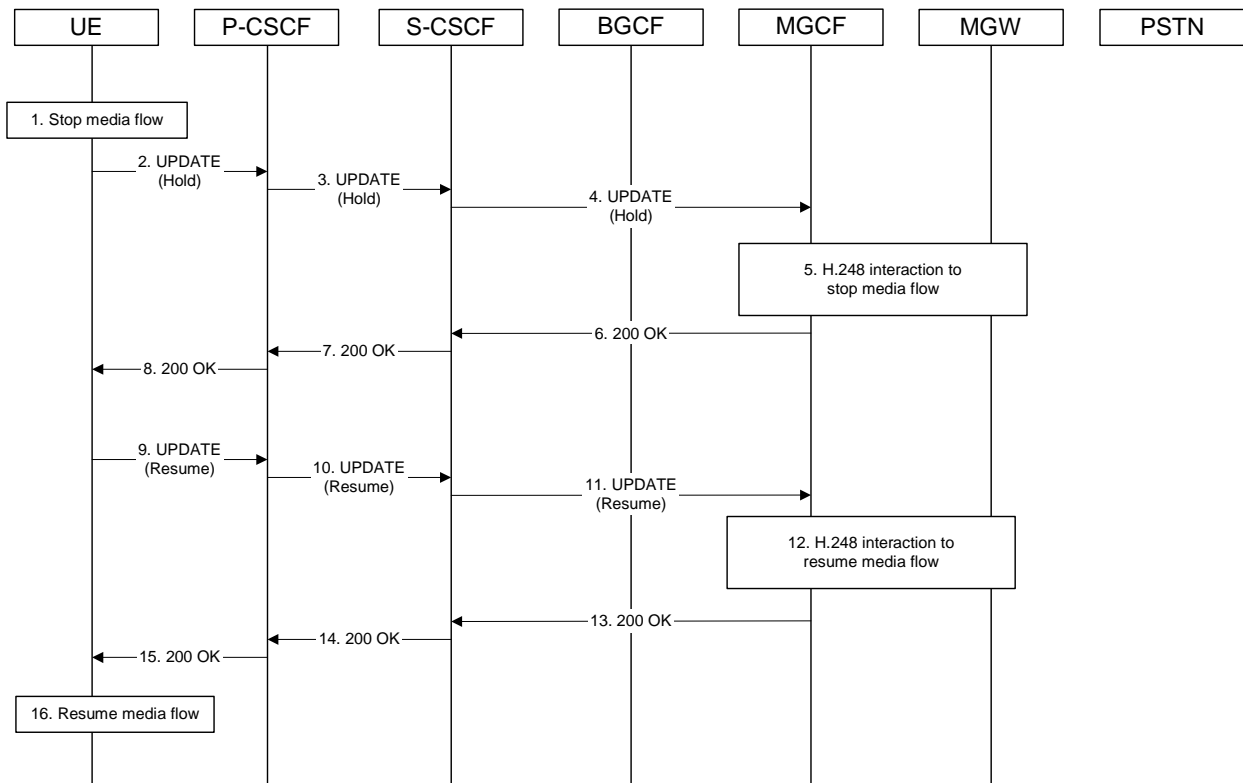 UE
P-CSCF
S-CSCF
BGCF
MGCF
MGW
PSTN
1. Stop media flow
2. UPDATE
(Hold)
3. UPDATE
(Hold)
4. UPDATE
(Hold)
5. H.248 interaction to
stop media flow
6. 200 OK
7. 200 OK
8. 200 OK
9. UPDATE
(Resume)
10. UPDATE
(Resume)
11. UPDATE
(Resume)
12. H.248 interaction to
resume media flow
13. 200 OK
14. 200 OK
15. 200 OK
16. Resume media flow